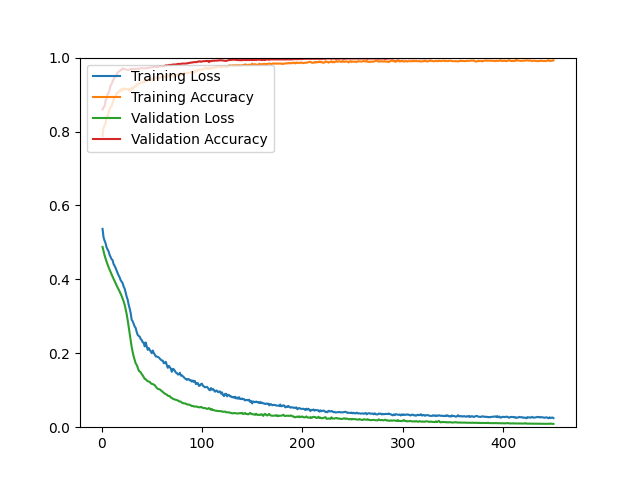 1.0
0.8
0.6
0.4
0.2
0.0
Training Loss
Training Accuracy
Validation Loss
Validation Accuracy
0 100 200 300 400